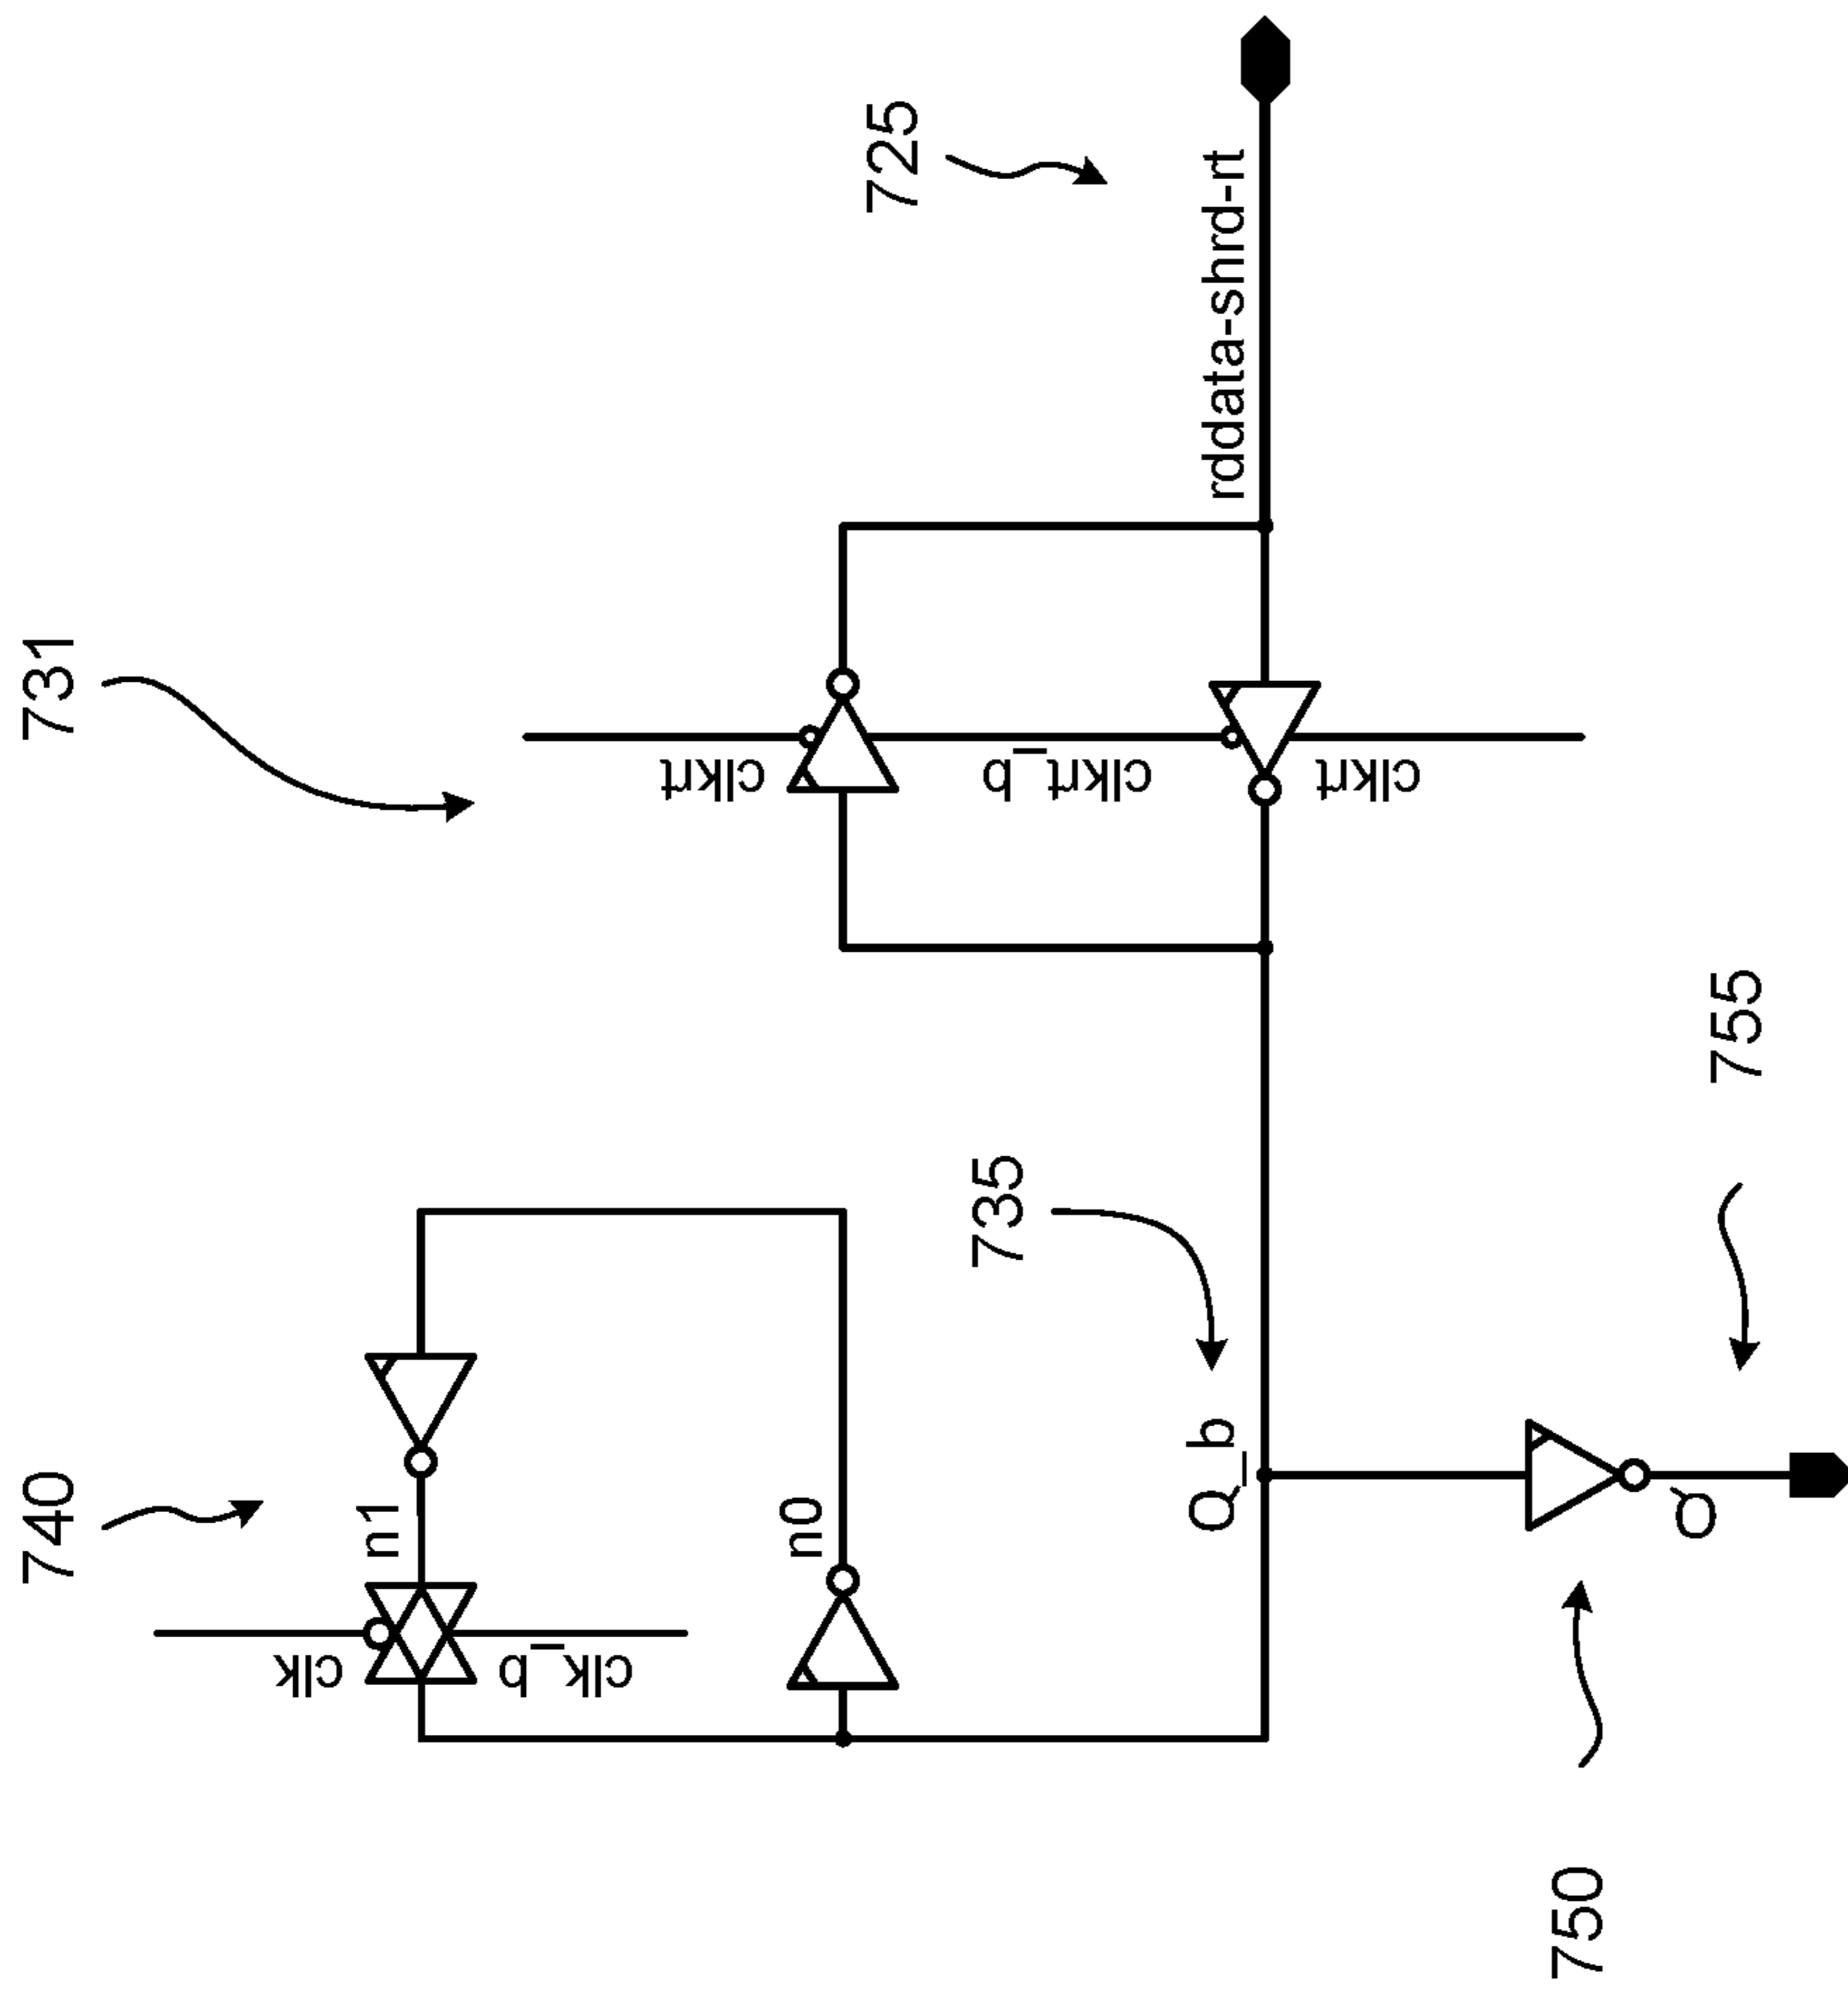 740
731
clk
n1
clk_b
clkrt
n0
725
735
clkrt_b
Q_b
rddata-shrd-rt
clkrt
750
Q
755